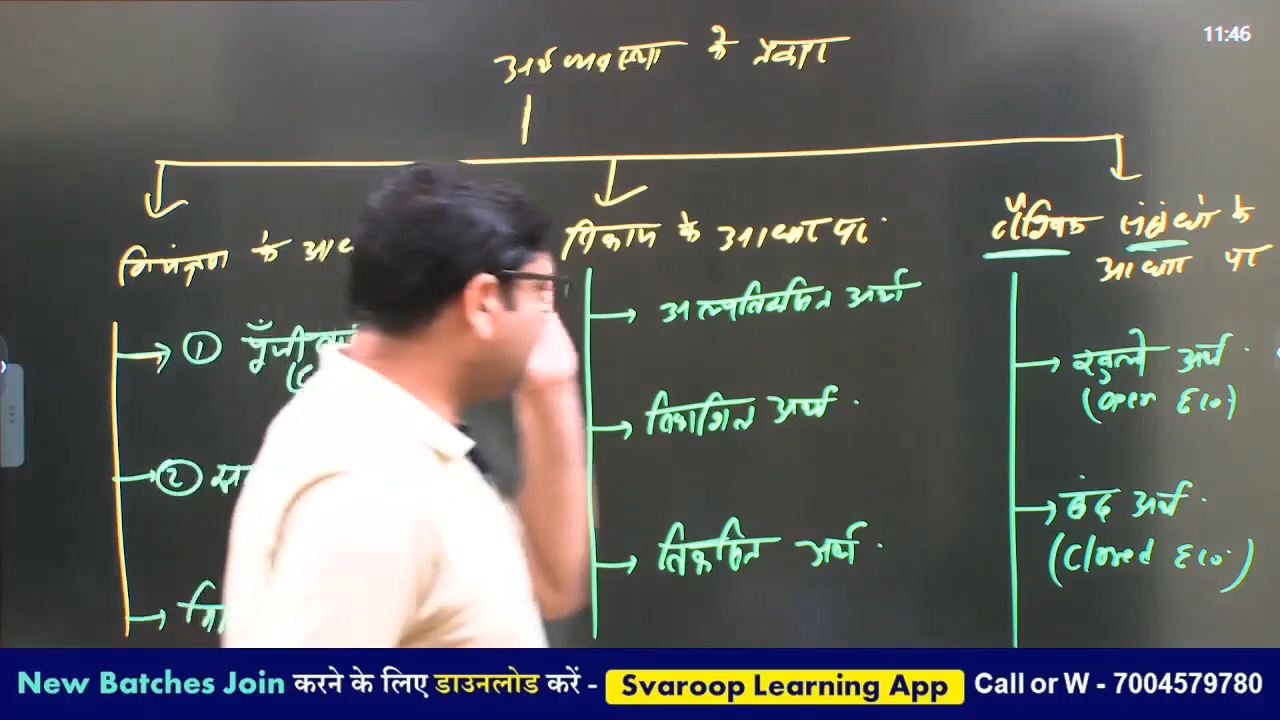 11:46
अर्थव्यवस्था के प्रकार
नियंत्रण के आधा
① पूँजीवा
②
मि
विकास के आधार पर
अल्पविकसित अर्थ
विकासशील अर्थ
विकसित अर्थ
वैश्विक संबंधों के
आधार पर
खुली अर्थ
(open Eco)
बंद अर्थ
(Closed Eco.)
New Batches Join करने के लिए डाउनलोड करें - Svaroop Learning App Call or W - 7004579780